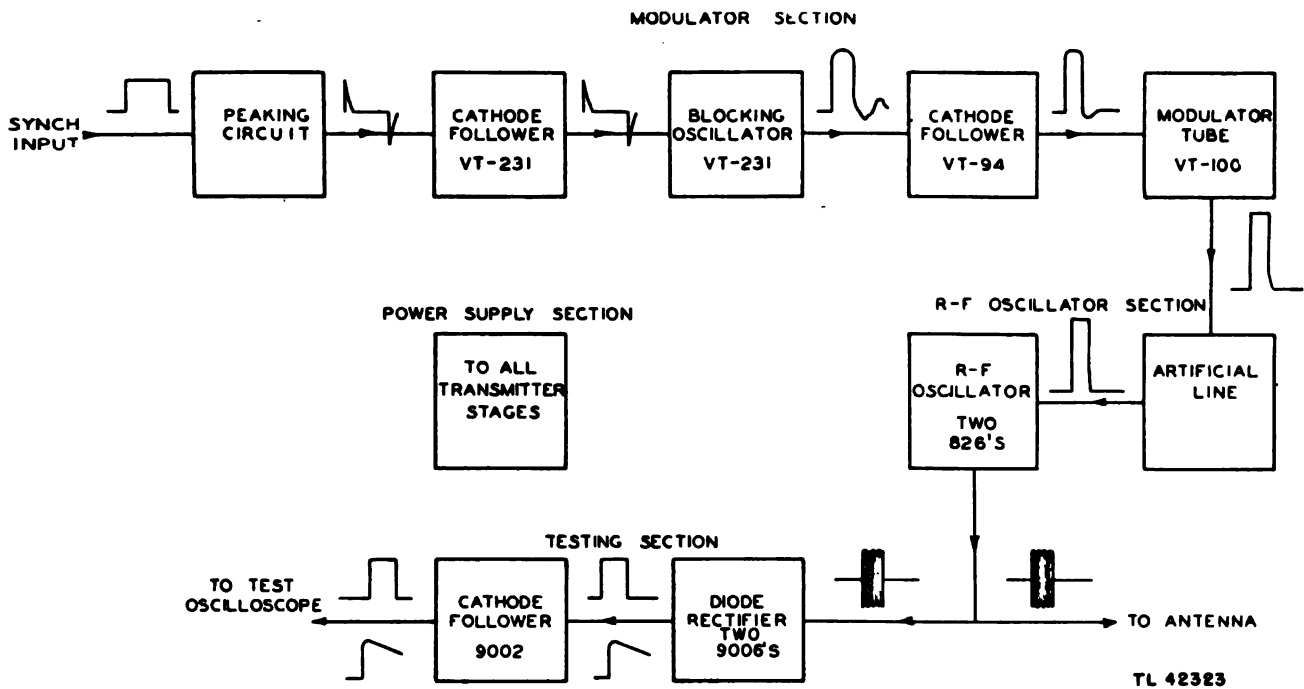 MODULATOR SECTION
SYNCH
INPUT
PEAKING
CIRCUIT
CATHODE
FOLLOWER
VT-231
BLOCKING
OSCILLATOR
VT-231
CATHODE
FOLLOWER
VT-94
MODULATOR
TUBE
VT-100
POWER SUPPLY SECTION
TO ALL
TRANSMITTER
STAGES
R-F OSCILLATOR SECTION
R-F
OSCILLATOR
TWO
826'S
ARTIFICIAL
LINE
TESTING SECTION
TO TEST
OSCILLOSCOPE
CATHODE
FOLLOWER
9002
DIODE
RECTIFIER
TWO
9006'S
TO ANTENNA
TL 42323